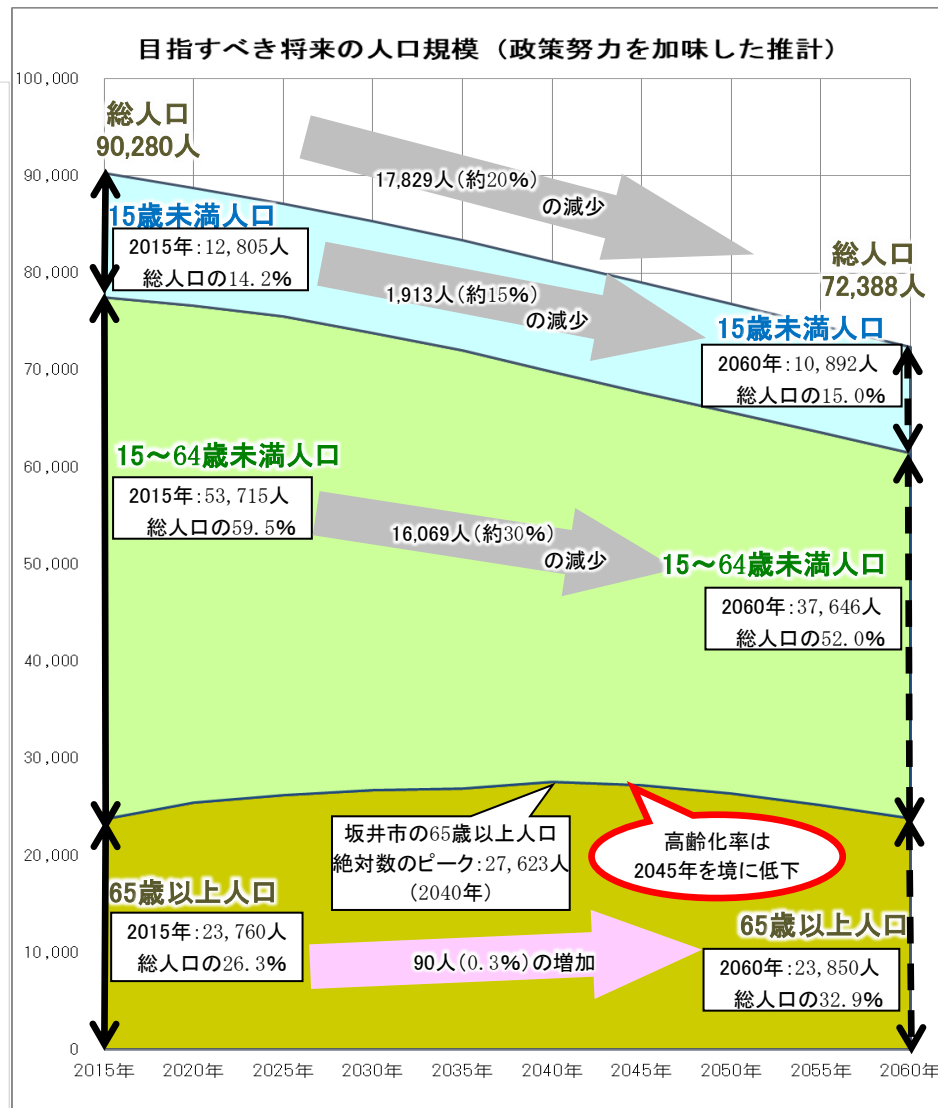 目指すべき将来の人口規模（政策努力を加味した推計）
100,000
90,000
80,000
70,000
60,000
50,000
40,000
30,000
20,000
10,000
0
総人口
90,280人
17,829人（約20%）
の減少
15歳未満人口
2015年：12,805人
総人口の14.2%
1,913人（約15%）
の減少
総人口
72,388人
15歳未満人口
2060年：10,892人
総人口の15.0%
15～64歳未満人口
2015年：53,715人
総人口の59.5%
16,069人（約30%）
の減少
15～64歳未満人口
2060年：37,646人
総人口の52.0%
坂井市の65歳以上人口
絶対数のピーク：27,623人
（2040年）
高齢化率は
2045年を境に低下
65歳以上人口
2015年：23,760人
総人口の26.3%
90人（0.3%）の増加
65歳以上人口
2060年：23,850人
総人口の32.9%
2015年
2020年
2025年
2030年
2035年
2040年
2045年
2050年
2055年
2060年